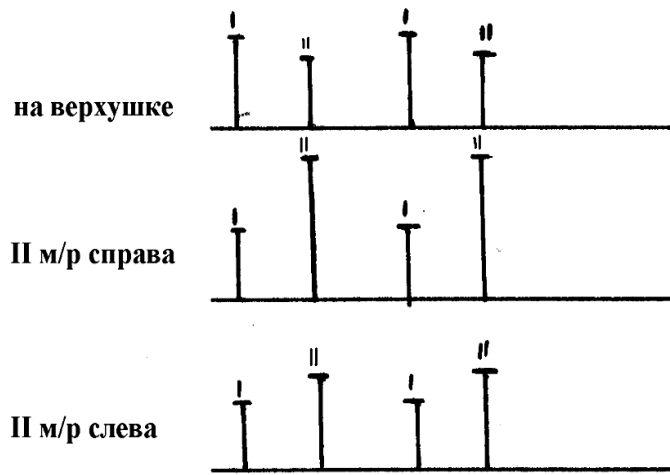 I II I II
на верхушке
II II
I I
II м/р справа
II II
I I
II м/р слева